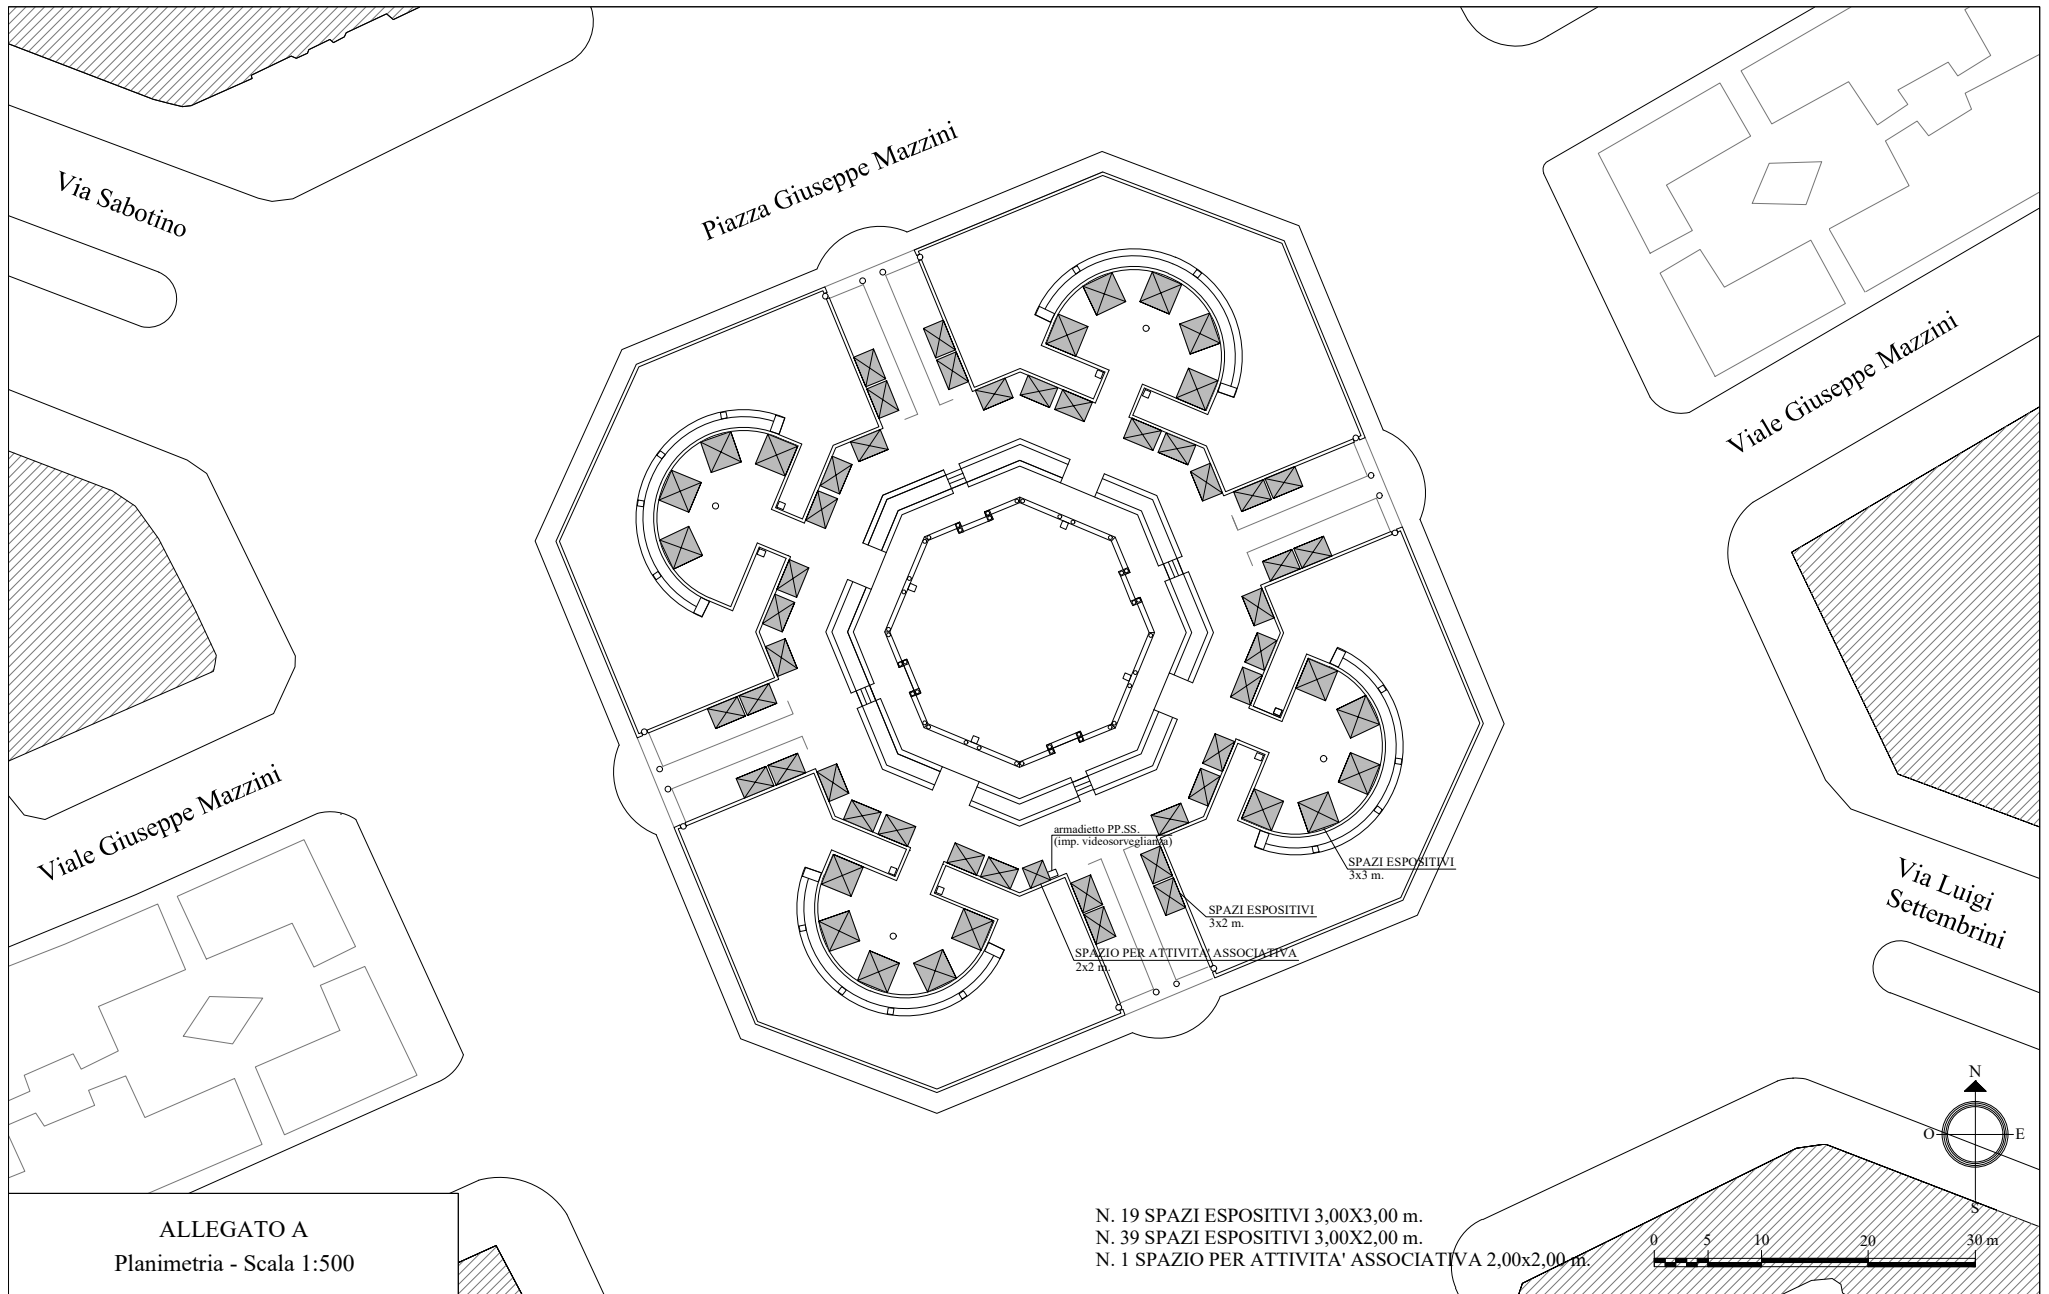 Via Sabotino
Piazza Giuseppe Mazzini
Viale Giuseppe Mazzini
Viale Giuseppe Mazzini
armadietto PP.SS.
(imp. videosorveglianza)
SPAZI ESPOSITIVI
3x3 m.
SPAZI ESPOSITIVI
3x2 m.
SPAZIO PER ATTIVITA' ASSOCIATIVA
2x2 m.
Via Luigi
Settembrini
N
O
E
S
ALLEGATO A
Planimetria - Scala 1:500
N. 19 SPAZI ESPOSITIVI 3,00X3,00 m.
N. 39 SPAZI ESPOSITIVI 3,00X2,00 m.
N. 1 SPAZIO PER ATTIVITA' ASSOCIATIVA 2,00x2,00 m.
0 5 10 20 30 m